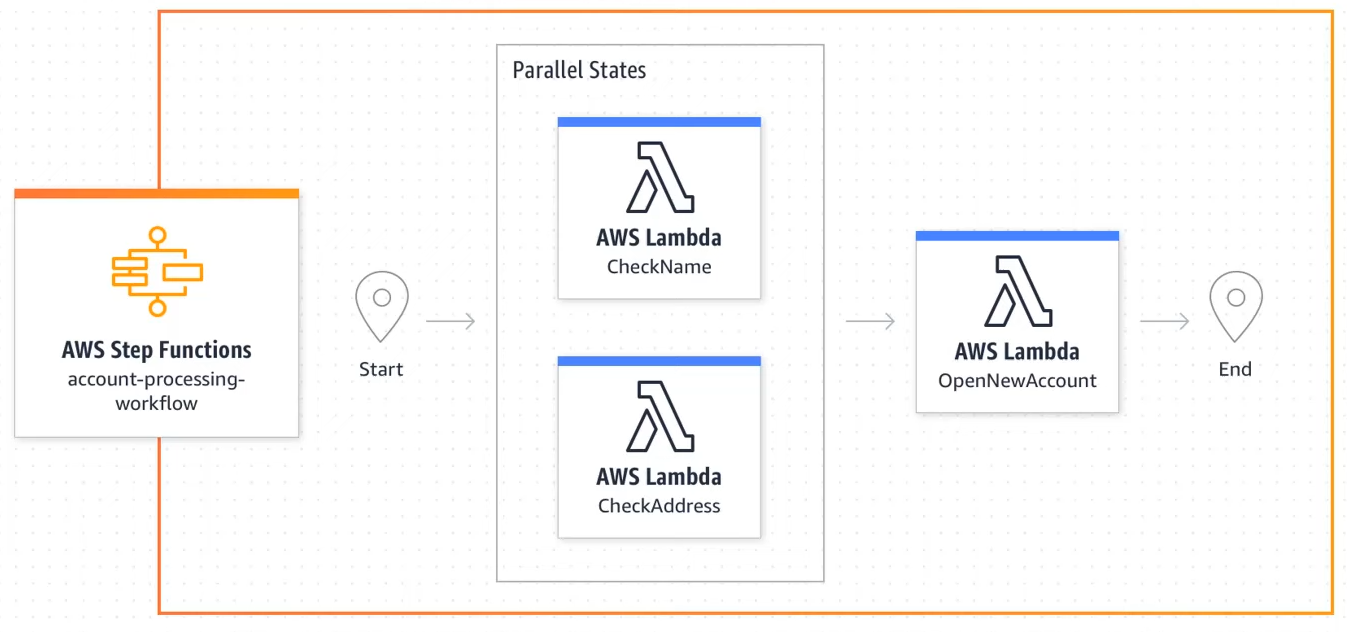 Parallel States
AWS Lambda
CheckName
AWS Step Functions
account-processing-
workflow
Start
AWS Lambda
CheckAddress
AWS Lambda
OpenNewAccount
End